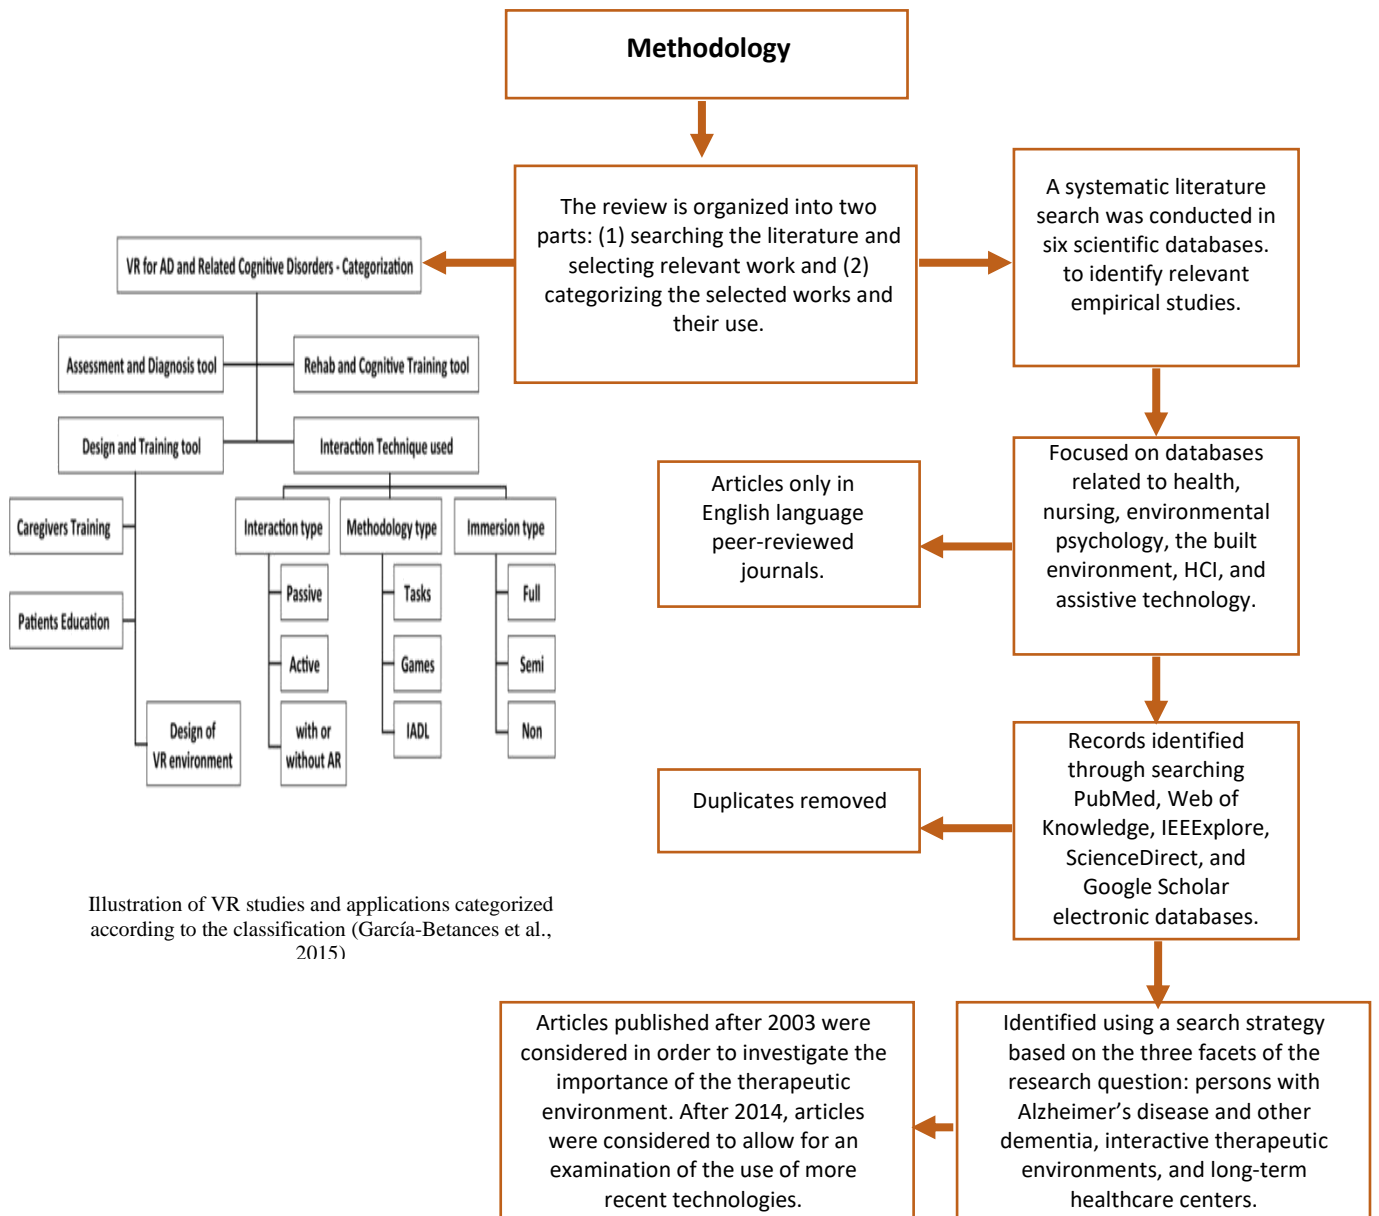 Methodology
The review is organized into two
parts: (1) searching the literature and
selecting relevant work and (2)
categorizing the selected works and
their use.
A systematic literature
search was conducted in
six scientific databases.
to identify relevant
empirical studies.
VR for AD and Related Cognitive Disorders - Categorization
Assessment and Diagnosis tool
Rehab and Cognitive Training tool
Design and Training tool
Interaction Technique used
Caregivers Training
Patients Education
Design of
VR environment
Interaction type
Passive
Active
with or
without AR
Methodology type
Tasks
Games
IADL
Immersion type
Full
Semi
Non
Illustration of VR studies and applications categorized
according to the classification (García-Betances et al.,
2015)
Focused on databases
related to health,
nursing, environmental
psychology, the built
environment, HCI, and
assistive technology.
Articles only in
English language
peer-reviewed
journals.
Records identified
through searching
PubMed, Web of
Knowledge, IEEExplore,
ScienceDirect, and
Google Scholar
electronic databases.
Duplicates removed
Identified using a search strategy
based on the three facets of the
research question: persons with
Alzheimer’s disease and other
dementia, interactive therapeutic
environments, and long-term
healthcare centers.
Articles published after 2003 were
considered in order to investigate the
importance of the therapeutic
environment. After 2014, articles
were considered to allow for an
examination of the use of more
recent technologies.